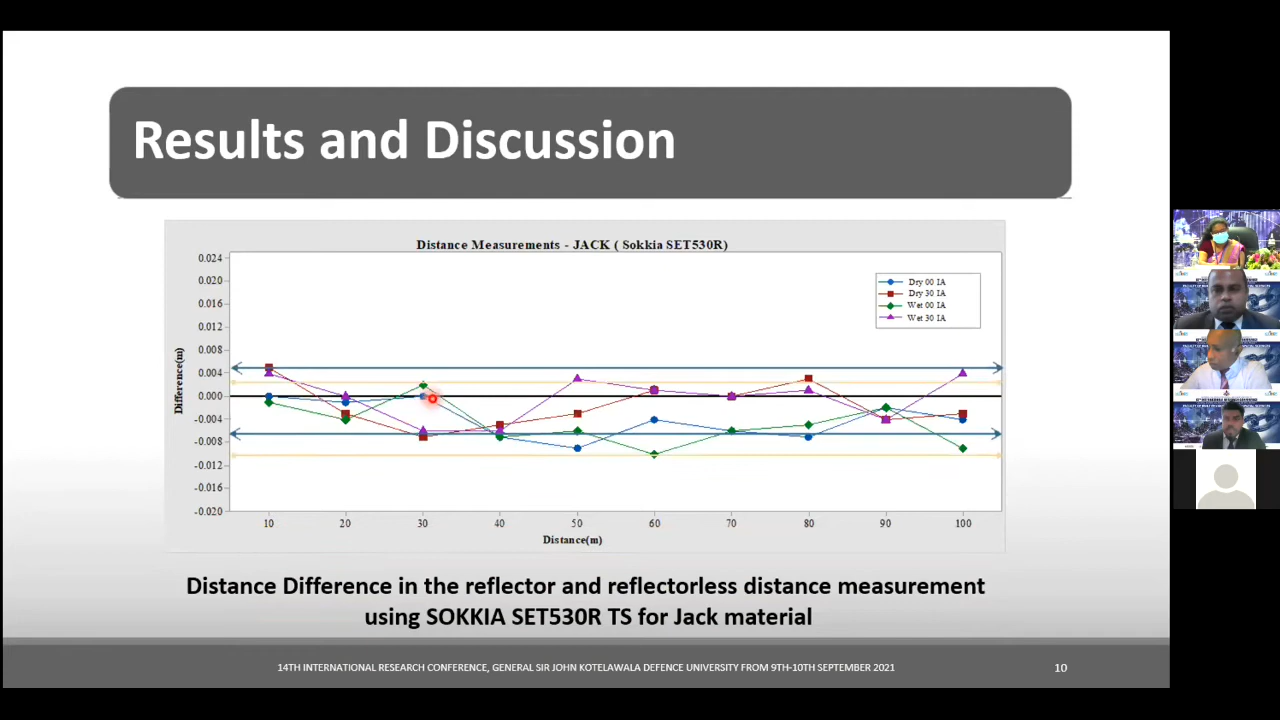 Results and Discussion
Distance Measurements - JACK ( Sokkia SET530R)
0.024
0.020
0.016
0.012
0.008
0.004
0.000
-0.004
-0.008
-0.012
-0.016
-0.020
Difference(m)
Dry 00 IA
Dry 30 IA
Wet 00 IA
Wet 30 IA
10 20 30 40 50 60 70 80 90 100
Distance(m)
Distance Difference in the reflector and reflectorless distance measurement
using SOKKIA SET530R TS for Jack material
14TH INTERNATIONAL RESEARCH CONFERENCE, GENERAL SIR JOHN KOTELAWALA DEFENCE UNIVERSITY FROM 9TH-10TH SEPTEMBER 2021
10